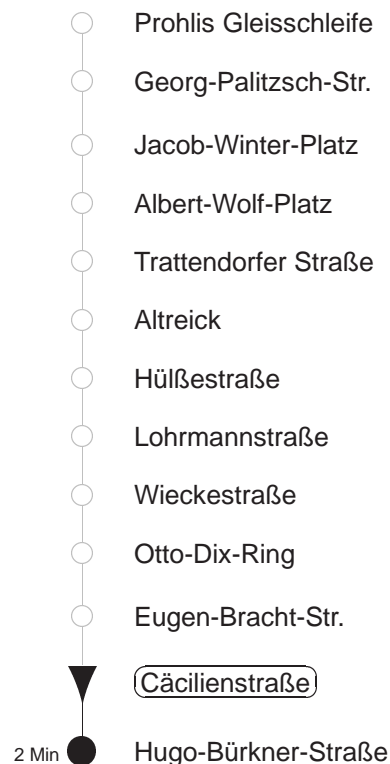 Prohlis Gleisschleife
Georg-Palitzsch-Str.
Jacob-Winter-Platz
Albert-Wolf-Platz
Trattendorfer Straße
Altreick
Hülßestraße
Lohrmannstraße
Wieckestraße
Otto-Dix-Ring
Eugen-Bracht-Str.
Cäcilienstraße
2 Min Hugo-Bürkner-Straße